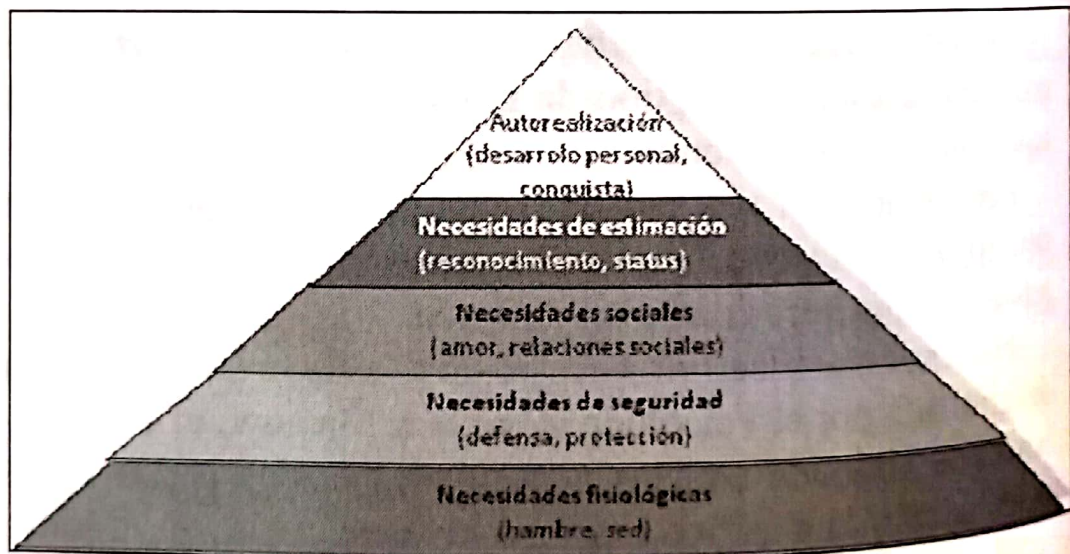 Autorealización
(desarrolo personal,
conquista)
Necesidades de estimación
(reconocimiento, status)
Necesidades sociales
(amor, relaciones sociales)
Necesidades de seguridad
(defensa, protección)
Necesidades fisiológicas
(hambre, sed)